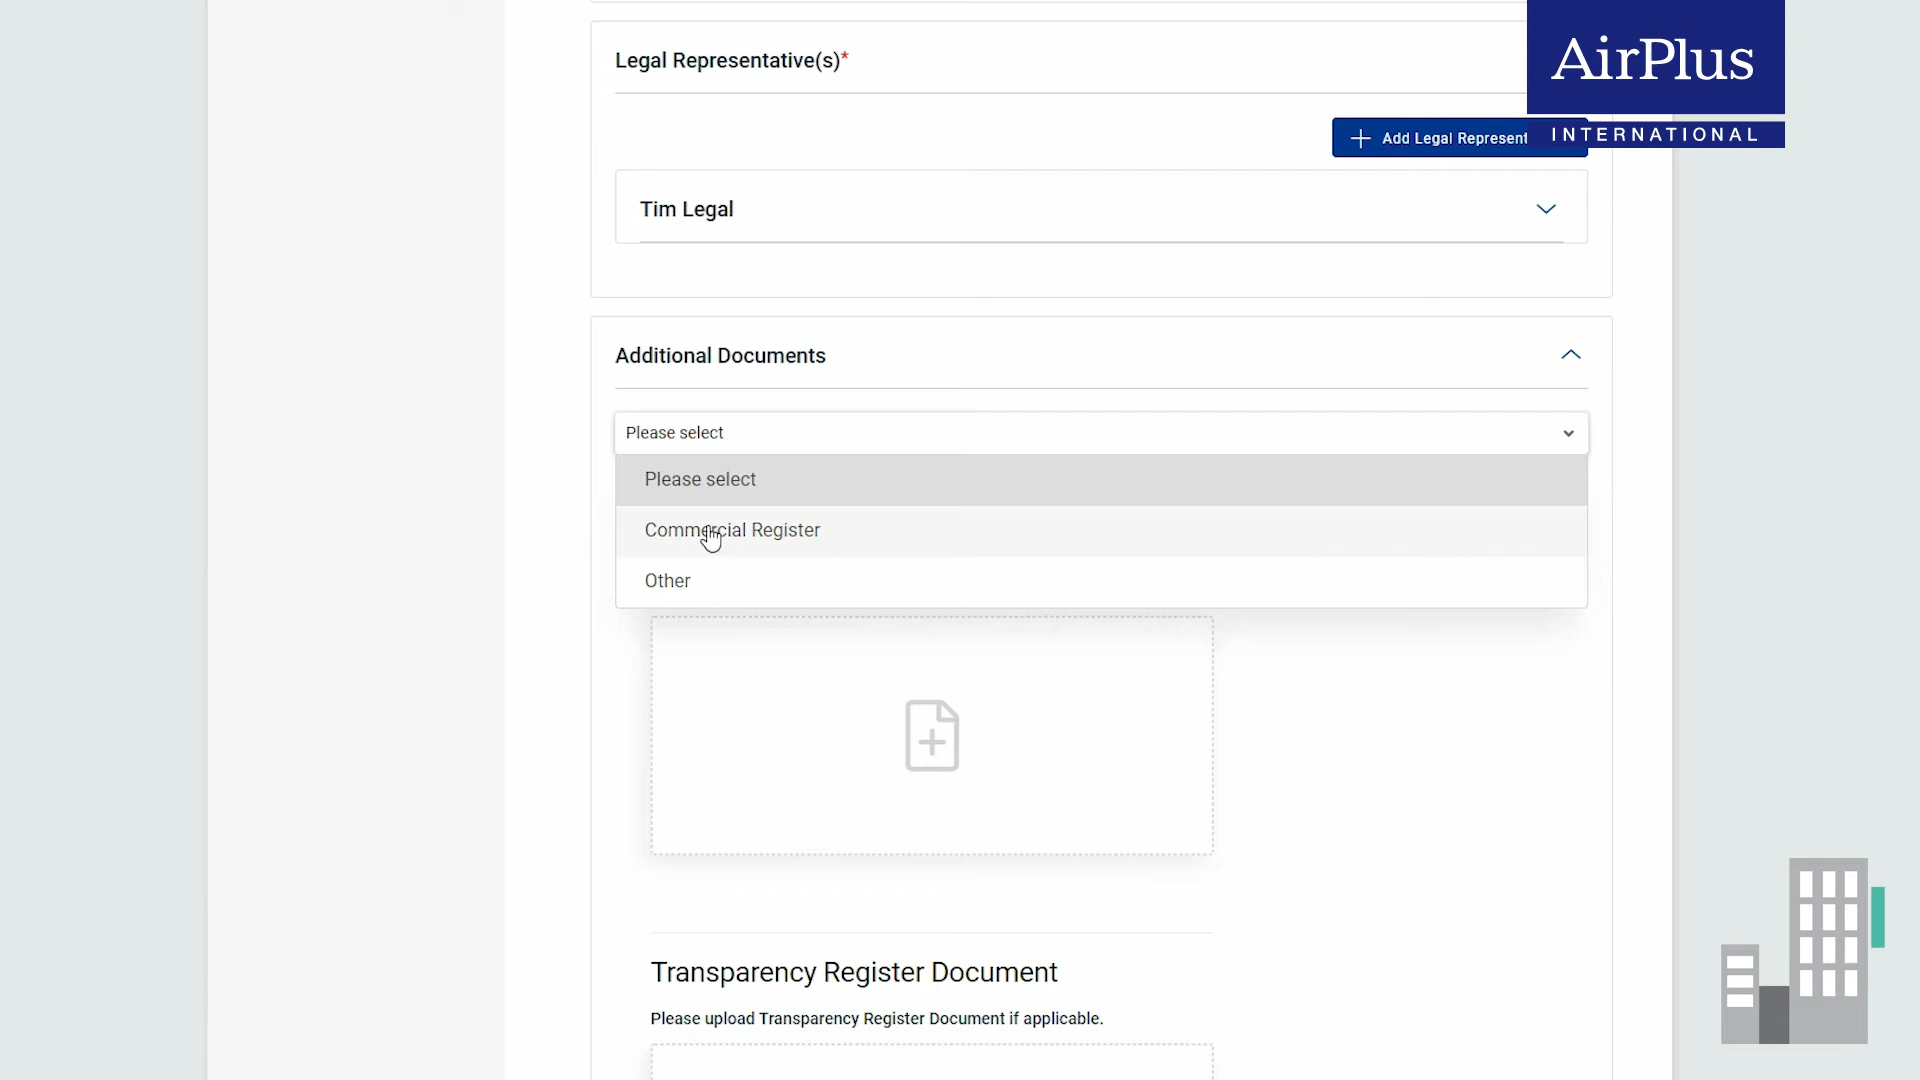 AirPlus
INTERNATIONAL
Legal Representative(s)*
Add Legal Represent
Tim Legal
Additional Documents
Please select
Please select
Commercial Register
Other
Transparency Register Document
Please upload Transparency Register Document if applicable.